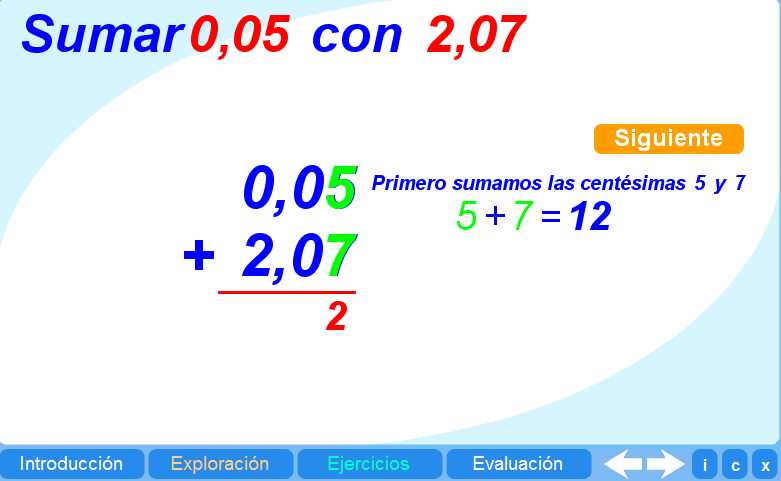 Sumar 0,05 con 2,07
Siguiente
0,05
Primero sumamos las centésimas 5 y 7
5 + 7 = 12
+ 2,07
2
Introducción Exploración Ejercicios Evaluación i c x